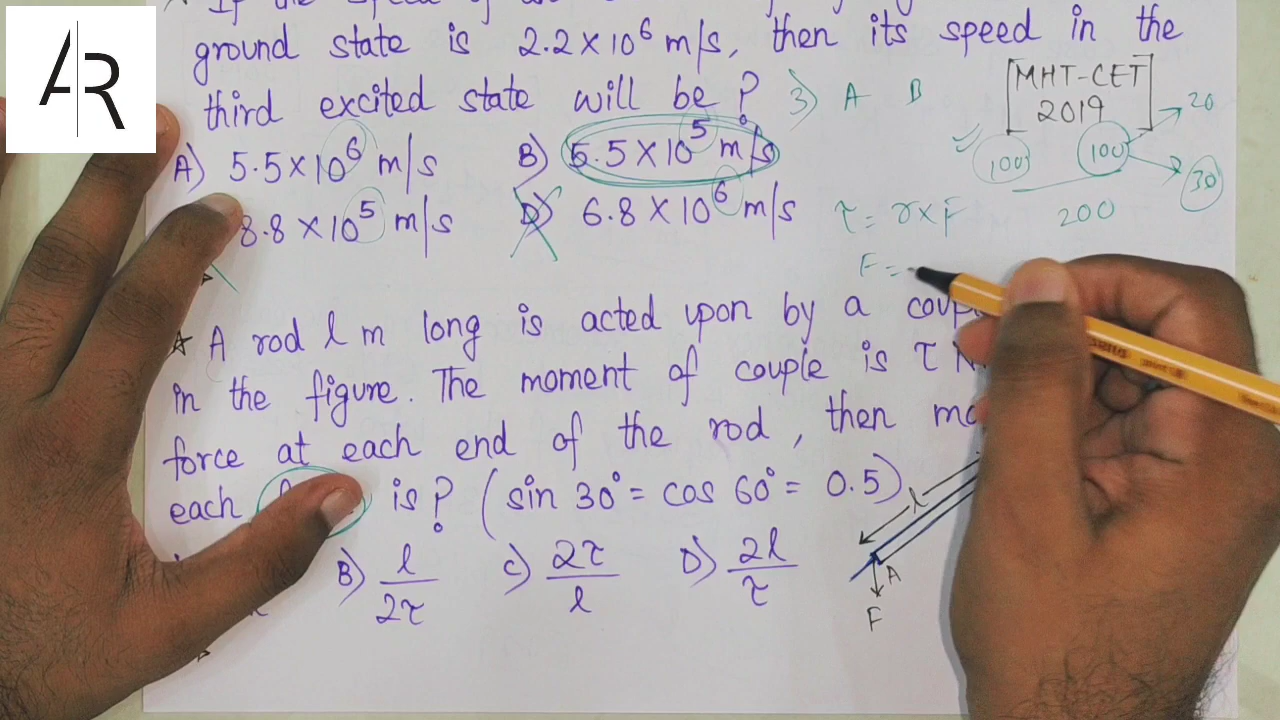 AR
ground state is 2.2×10⁶ m/s, then its speed in the
third excited state will be ? 3) A B
[MHT-CET 2019]
A) 5.5×10⁶ m/s B) 5.5×10⁵ m/s
100 100 20
30
200
8.8×10⁵ m/s D) 6.8×10⁶ m/s
τ = r×F
F =
☆ A rod l m long is acted upon by a
in the figure. The moment of couple is τ
force at each end of the rod, then
each is? (sin 30° = cos 60° = 0.5)
B) l/2τ C) 2τ/l D) 2l/τ
l
A
F